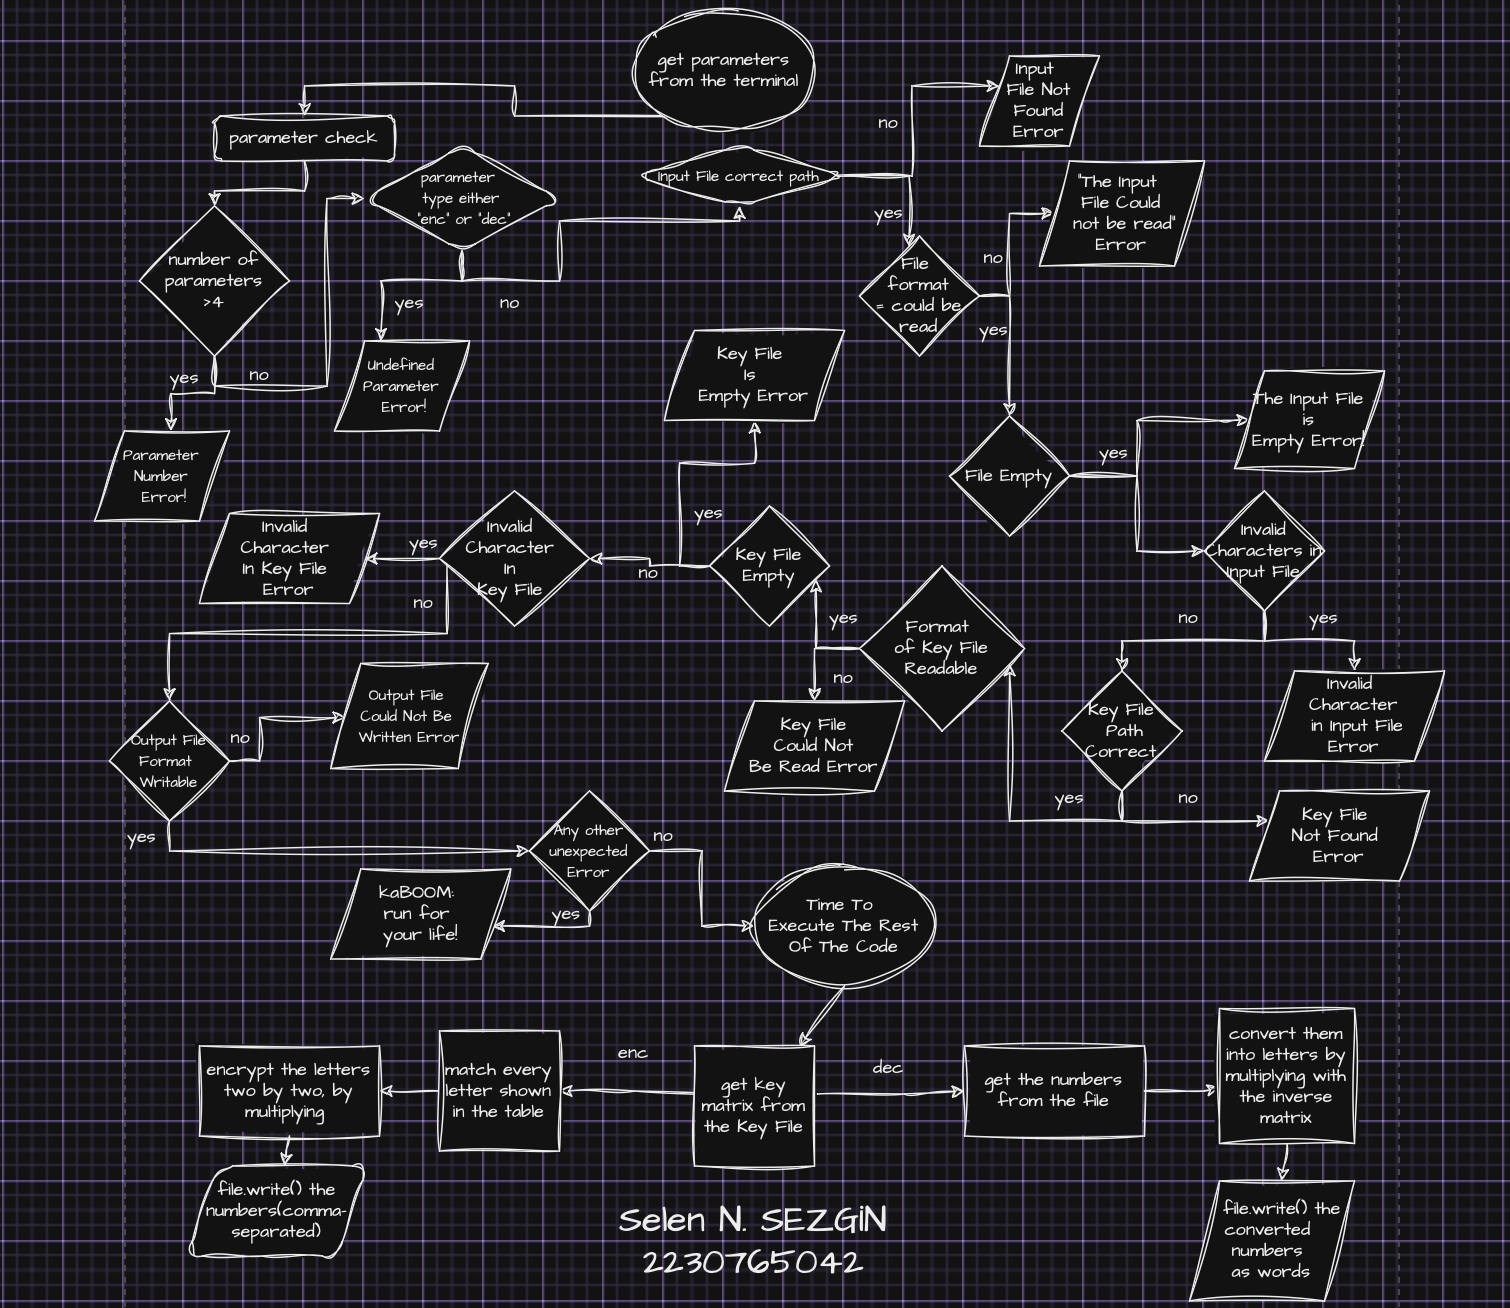 get parameters
from the terminal
parameter check
number of
parameters
>4
yes
no
Parameter
Number
Error!
parameter
type either
"enc" or "dec"
yes
no
Undefined
Parameter
Error!
Input File correct path
no
Input
File Not
Found
Error
yes
File
format
= could be
read
no
"The Input
File Could
not be read"
Error
yes
File Empty
yes
The Input File
is
Empty Error!
Invalid
Characters in
Input File
no
yes
Invalid
Character
in Input File
Error
Key File
Path
Correct
yes
no
Key File
Not Found
Error
Format
of Key File
Readable
yes
no
Key File
Could Not
Be Read Error
Key File
Empty
yes
Key File
Is
Empty Error
no
Invalid
Character
In
Key File
yes
Invalid
Character
In Key File
Error
no
Output File
Format
Writable
no
Output File
Could Not Be
Written Error
yes
Any other
unexpected
Error
yes
kaBOOM:
run for
your life!
no
Time To
Execute The Rest
Of The Code
get key
matrix from
the Key File
enc
match every
letter shown
in the table
encrypt the letters
two by two, by
multiplying
file.write() the
numbers(comma-
separated)
dec
get the numbers
from the file
convert them
into letters by
multiplying with
the inverse
matrix
file.write() the
converted
numbers
as words
Selen N. SEZGiN
2230765042